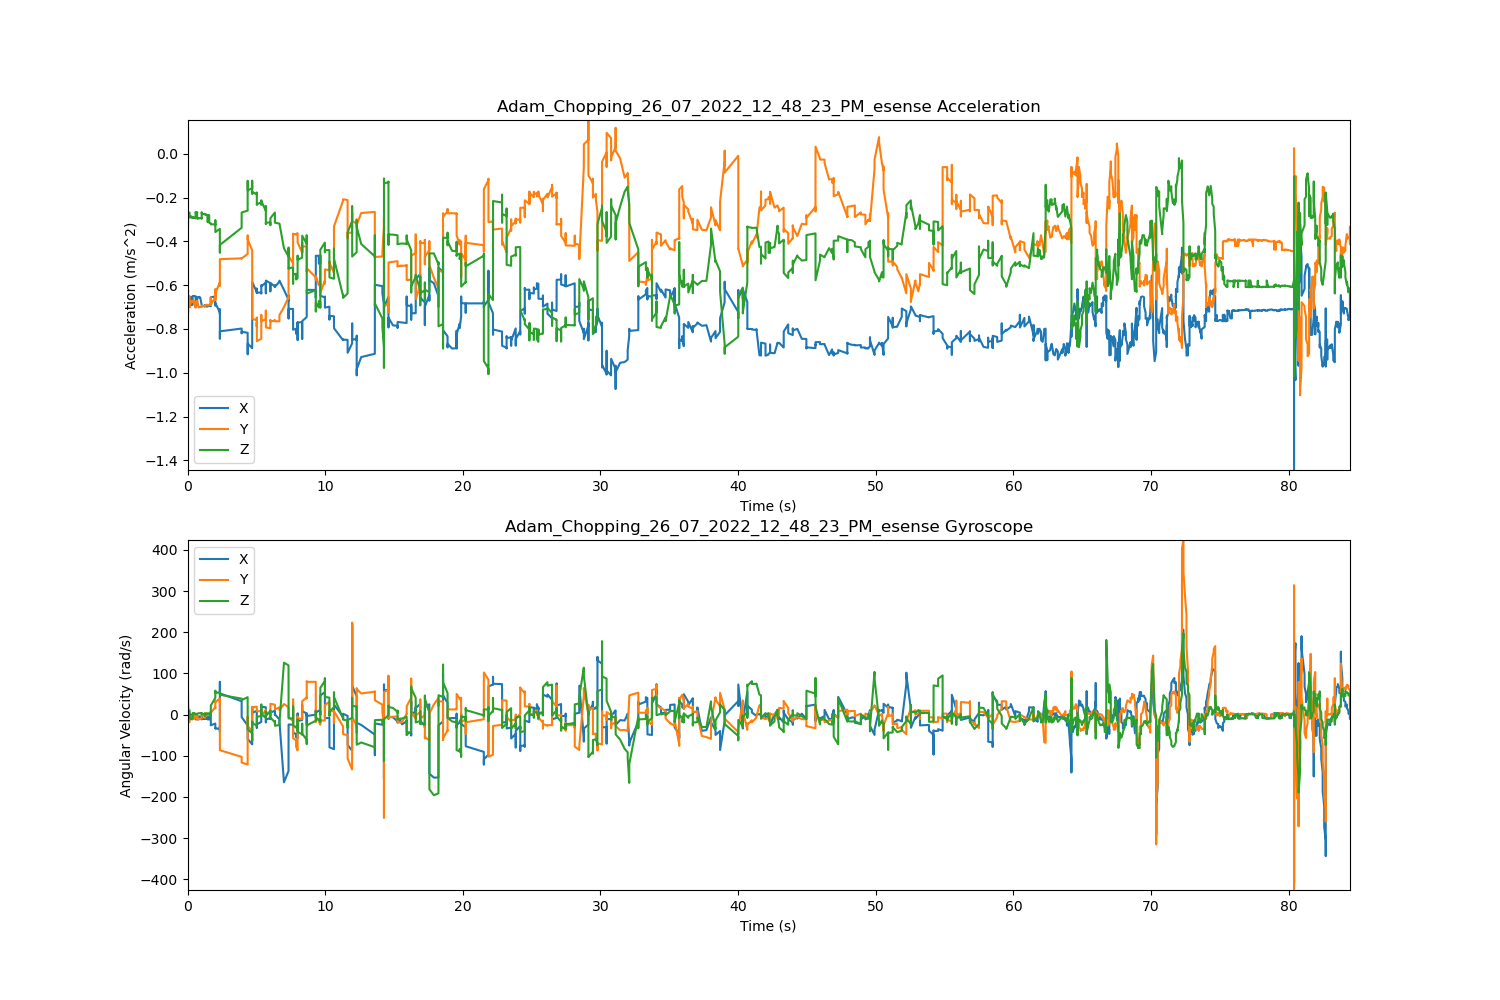 Adam_Chopping_26_07_2022_12_48_23_PM_esense Acceleration
Acceleration (m/s^2)
0.0
−0.2
−0.4
−0.6
−0.8
−1.0
−1.2
−1.4
X
Y
Z
0 10 20 30 40 50 60 70 80
Time (s)
Adam_Chopping_26_07_2022_12_48_23_PM_esense Gyroscope
Angular Velocity (rad/s)
400
300
200
100
0
−100
−200
−300
−400
X
Y
Z
0 10 20 30 40 50 60 70 80
Time (s)